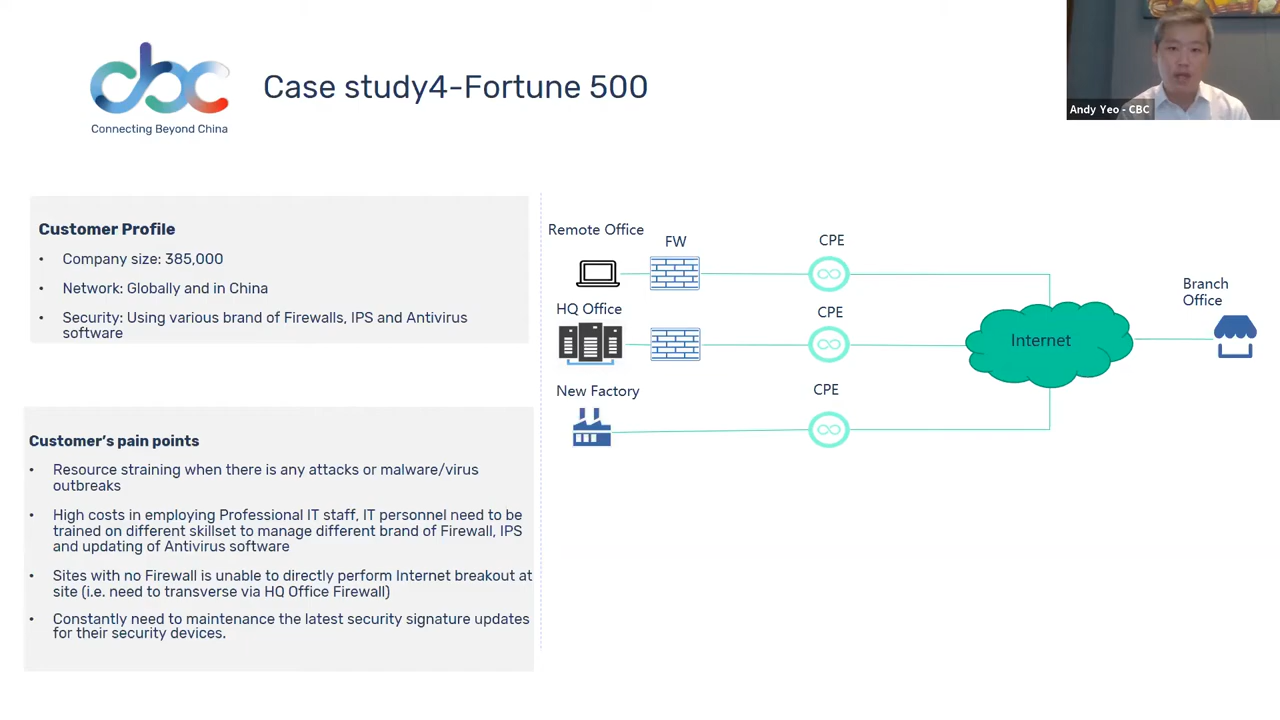 cbc
Connecting Beyond China
Case study4-Fortune 500
Andy Yeo - CBC
Customer Profile
• Company size: 385,000
• Network: Globally and in China
• Security: Using various brand of Firewalls, IPS and Antivirus
software
Customer's pain points
• Resource straining when there is any attacks or malware/virus
outbreaks
• High costs in employing Professional IT staff, IT personnel need to be
trained on different skillset to manage different brand of Firewall, IPS
and updating of Antivirus software
• Sites with no Firewall is unable to directly perform Internet breakout at
site (i.e. need to transverse via HQ Office Firewall)
• Constantly need to maintenance the latest security signature updates
for their security devices.
Remote Office
FW
CPE
HQ Office
CPE
New Factory
CPE
Internet
Branch
Office